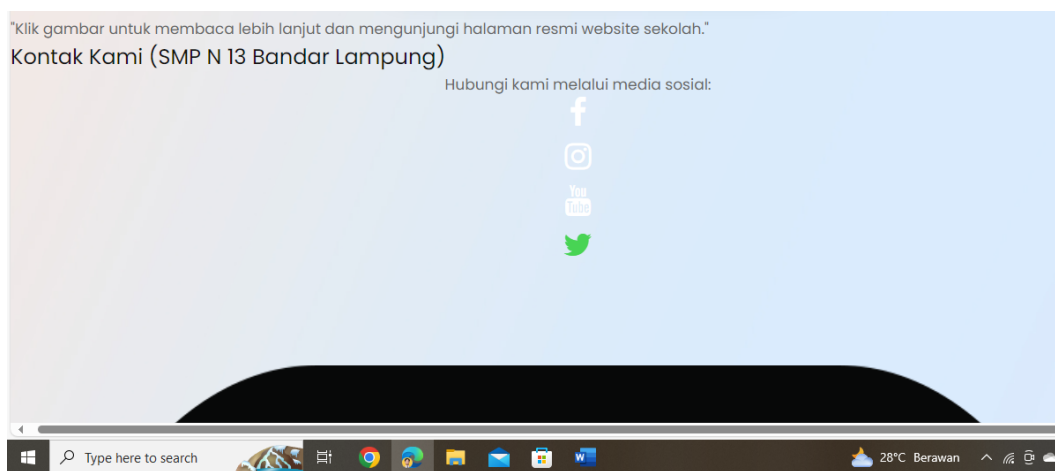 "Klik gambar untuk membaca lebih lanjut dan mengunjungi halaman resmi website sekolah."
Kontak Kami (SMP N 13 Bandar Lampung)
Hubungi kami melalui media sosial:
You
Tube
Type here to search
28°C Berawan